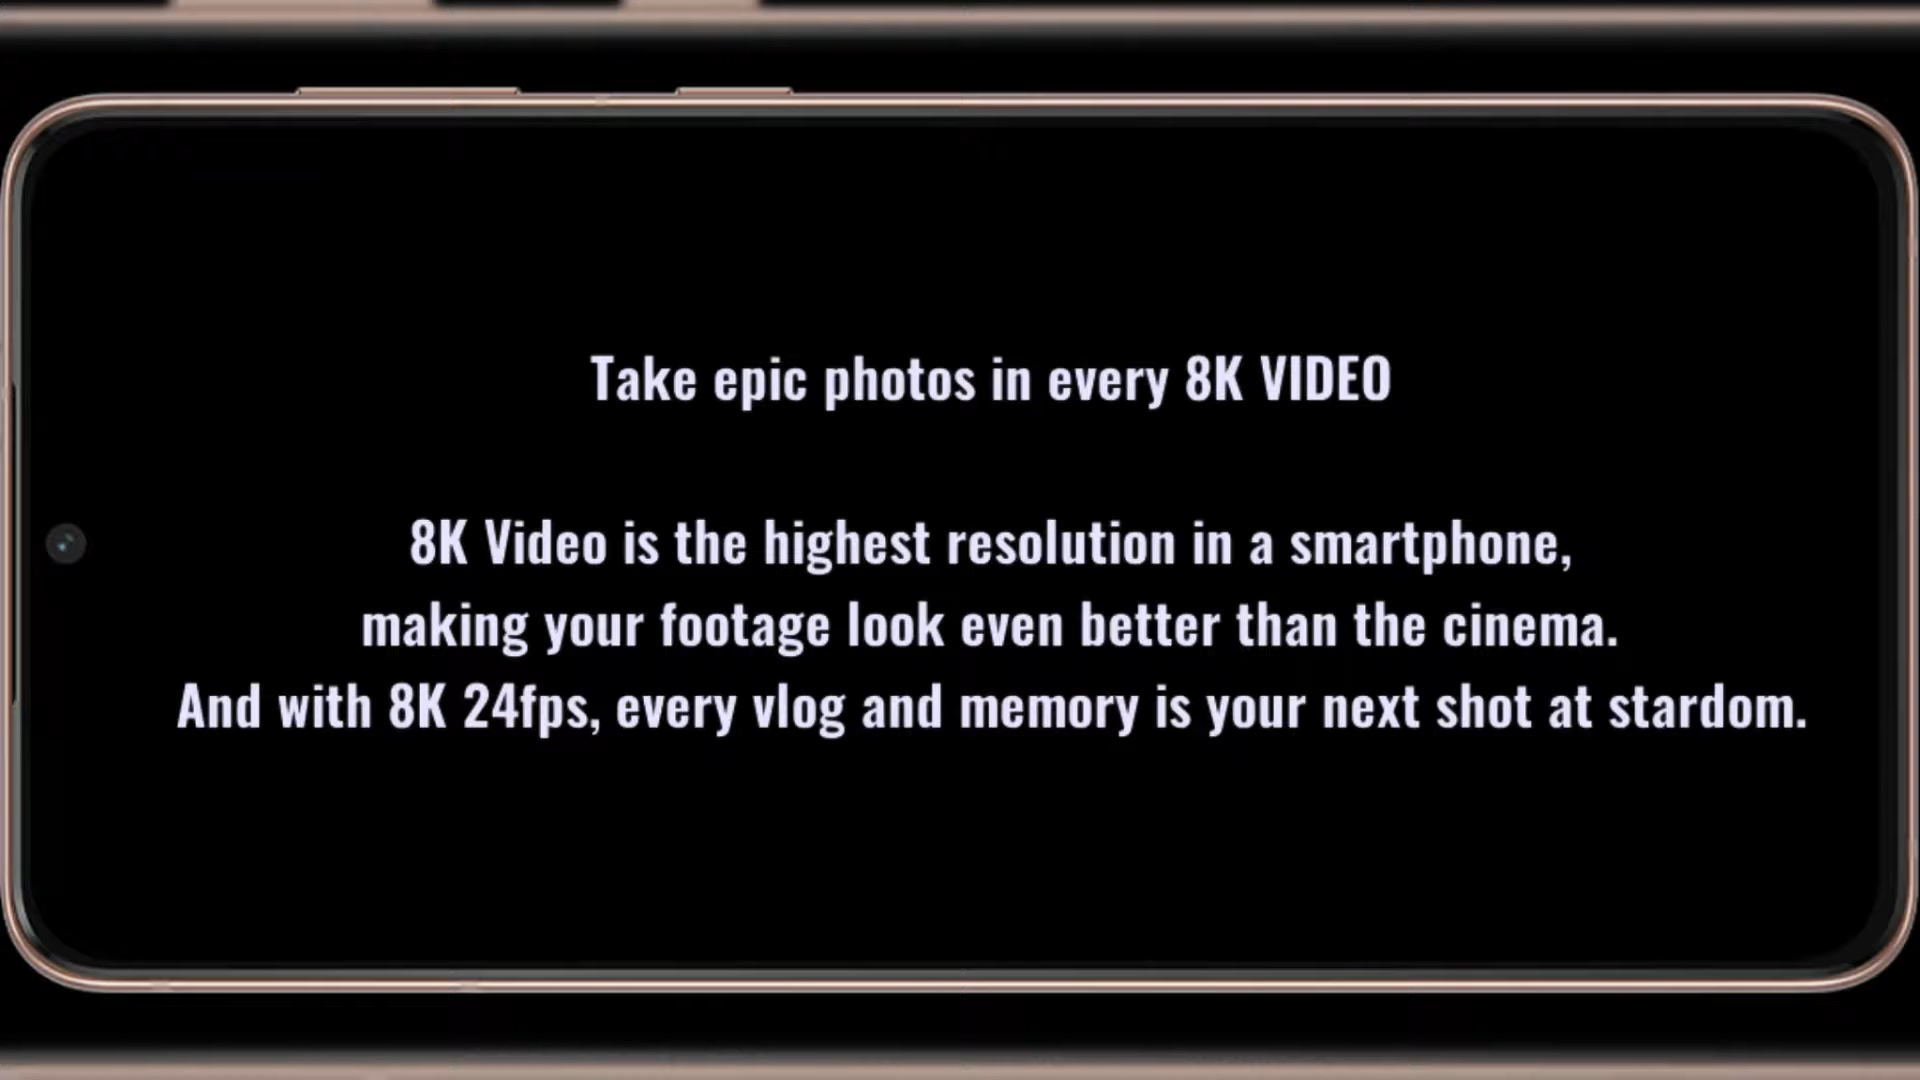 Take epic photos in every 8K VIDEO
8K Video is the highest resolution in a smartphone,
making your footage look even better than the cinema.
And with 8K 24fps, every vlog and memory is your next shot at stardom.